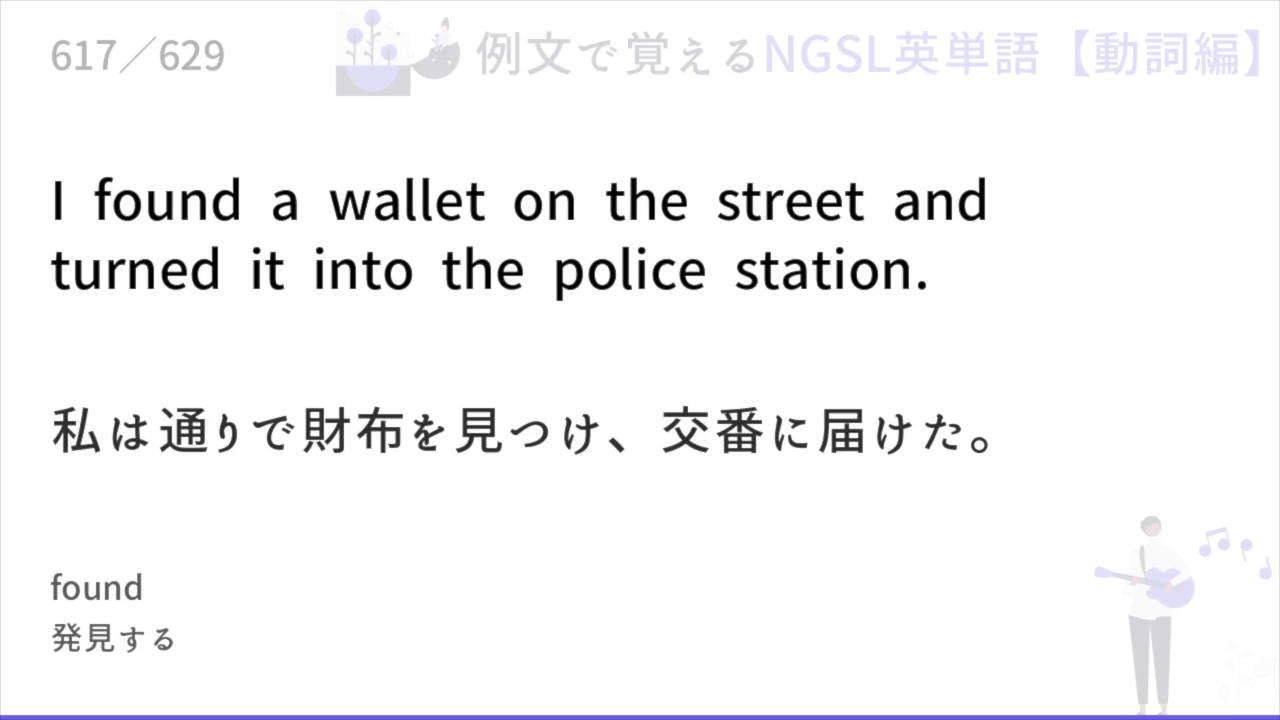 617／629
例文で覚えるNGSL英単語【動詞編】
I found a wallet on the street and
turned it into the police station.
私は通りで財布を見つけ、交番に届けた。
found
発見する